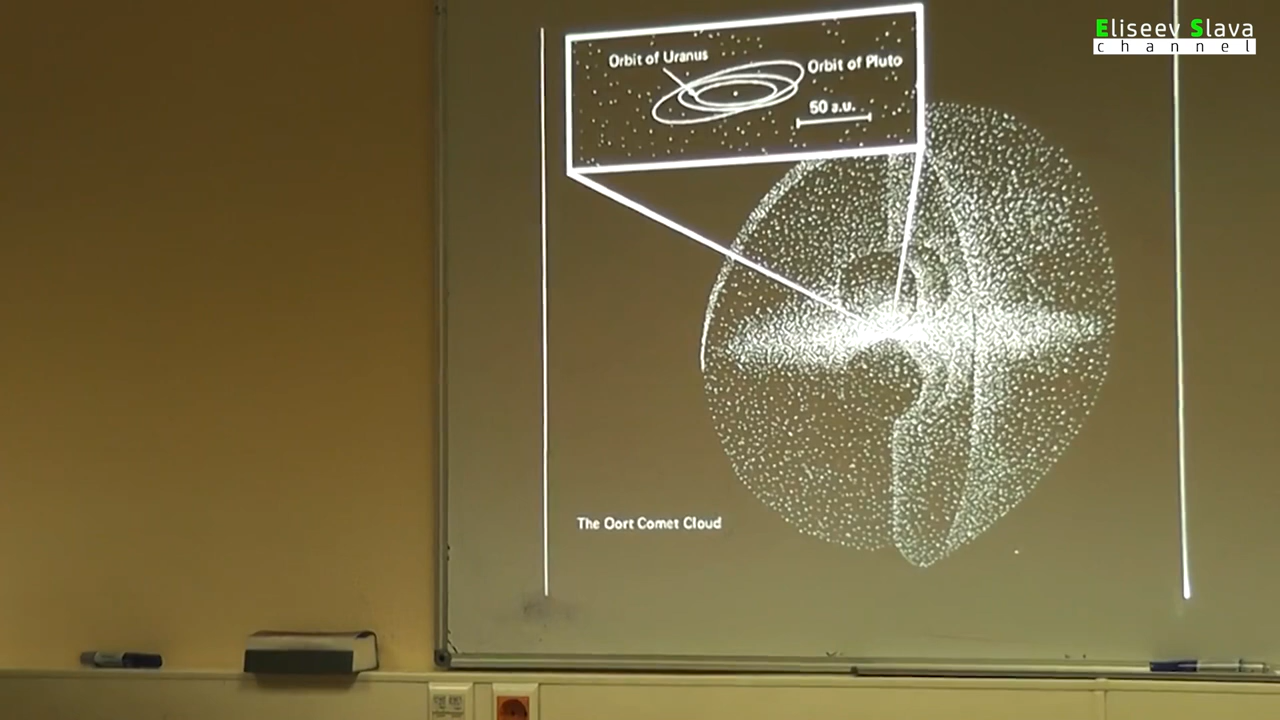 Eliseev Slava
channel
Orbit of Uranus
Orbit of Pluto
50 a.u.
The Oort Comet Cloud